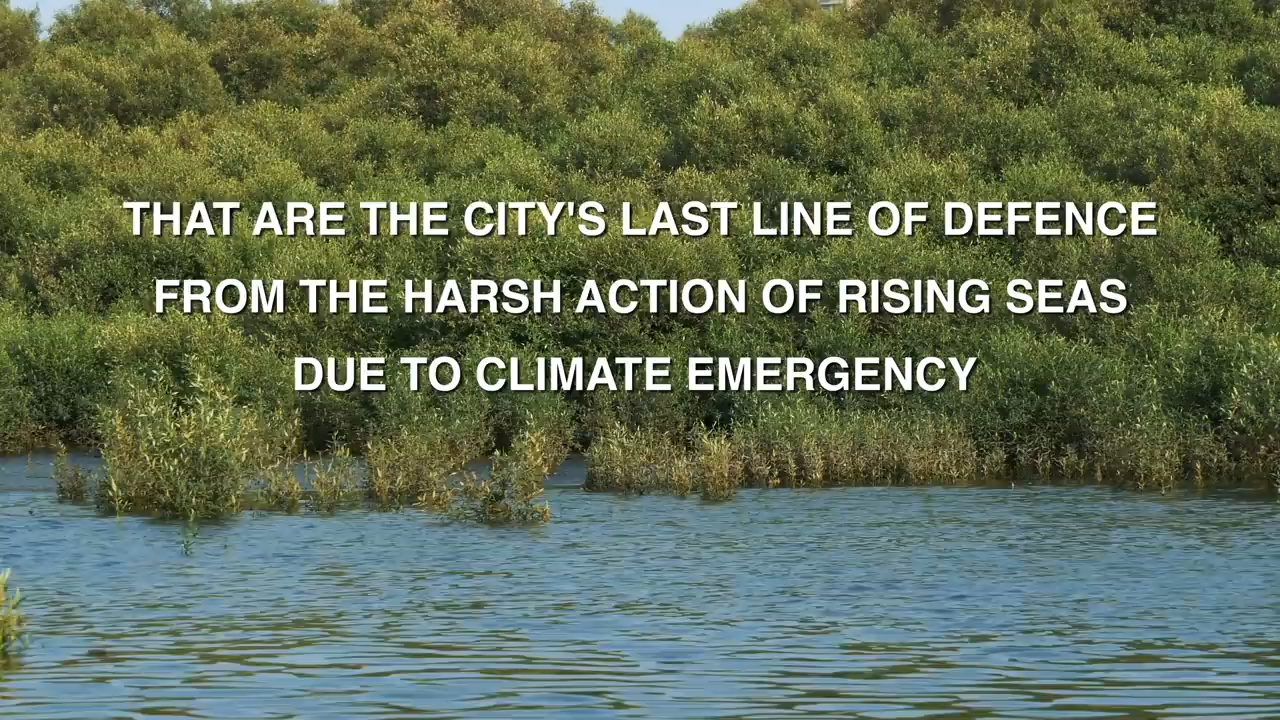 THAT ARE THE CITY'S LAST LINE OF DEFENCE
FROM THE HARSH ACTION OF RISING SEAS
DUE TO CLIMATE EMERGENCY